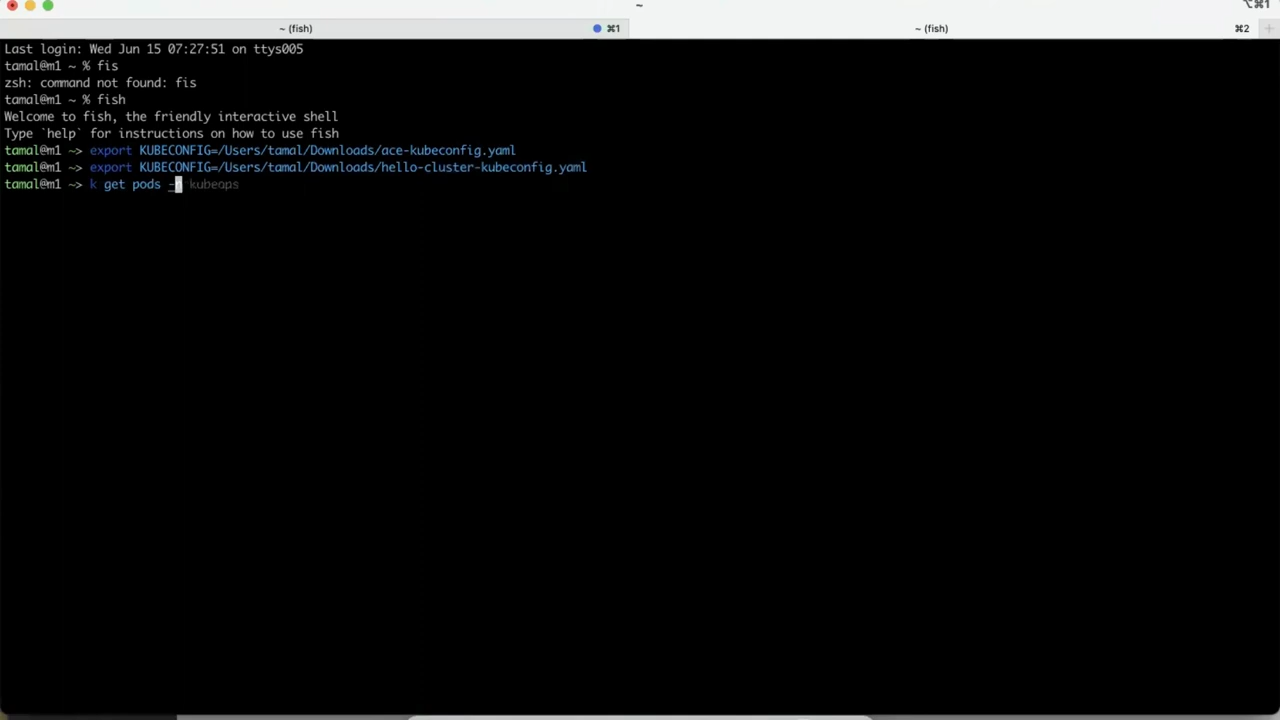 ~
⌥⌘1
~ (fish)
⌘1
~ (fish)
⌘2
Last login: Wed Jun 15 07:27:51 on ttys005
tamal@m1 ~ % fis
zsh: command not found: fis
tamal@m1 ~ % fish
Welcome to fish, the friendly interactive shell
Type `help` for instructions on how to use fish
tamal@m1 ~> export KUBECONFIG=/Users/tamal/Downloads/ace-kubeconfig.yaml
tamal@m1 ~> export KUBECONFIG=/Users/tamal/Downloads/hello-cluster-kubeconfig.yaml
tamal@m1 ~> k get pods -n kubeops